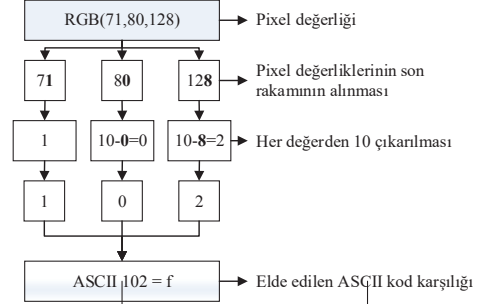 RGB(71,80,128) Pixel değerliği
71 80 128 Pixel değerliklerinin son
rakamının alınması
1 10-0=0 10-8=2 Her değerden 10 çıkarılması
1 0 2
ASCII 102 = f Elde edilen ASCII kod karşılığı